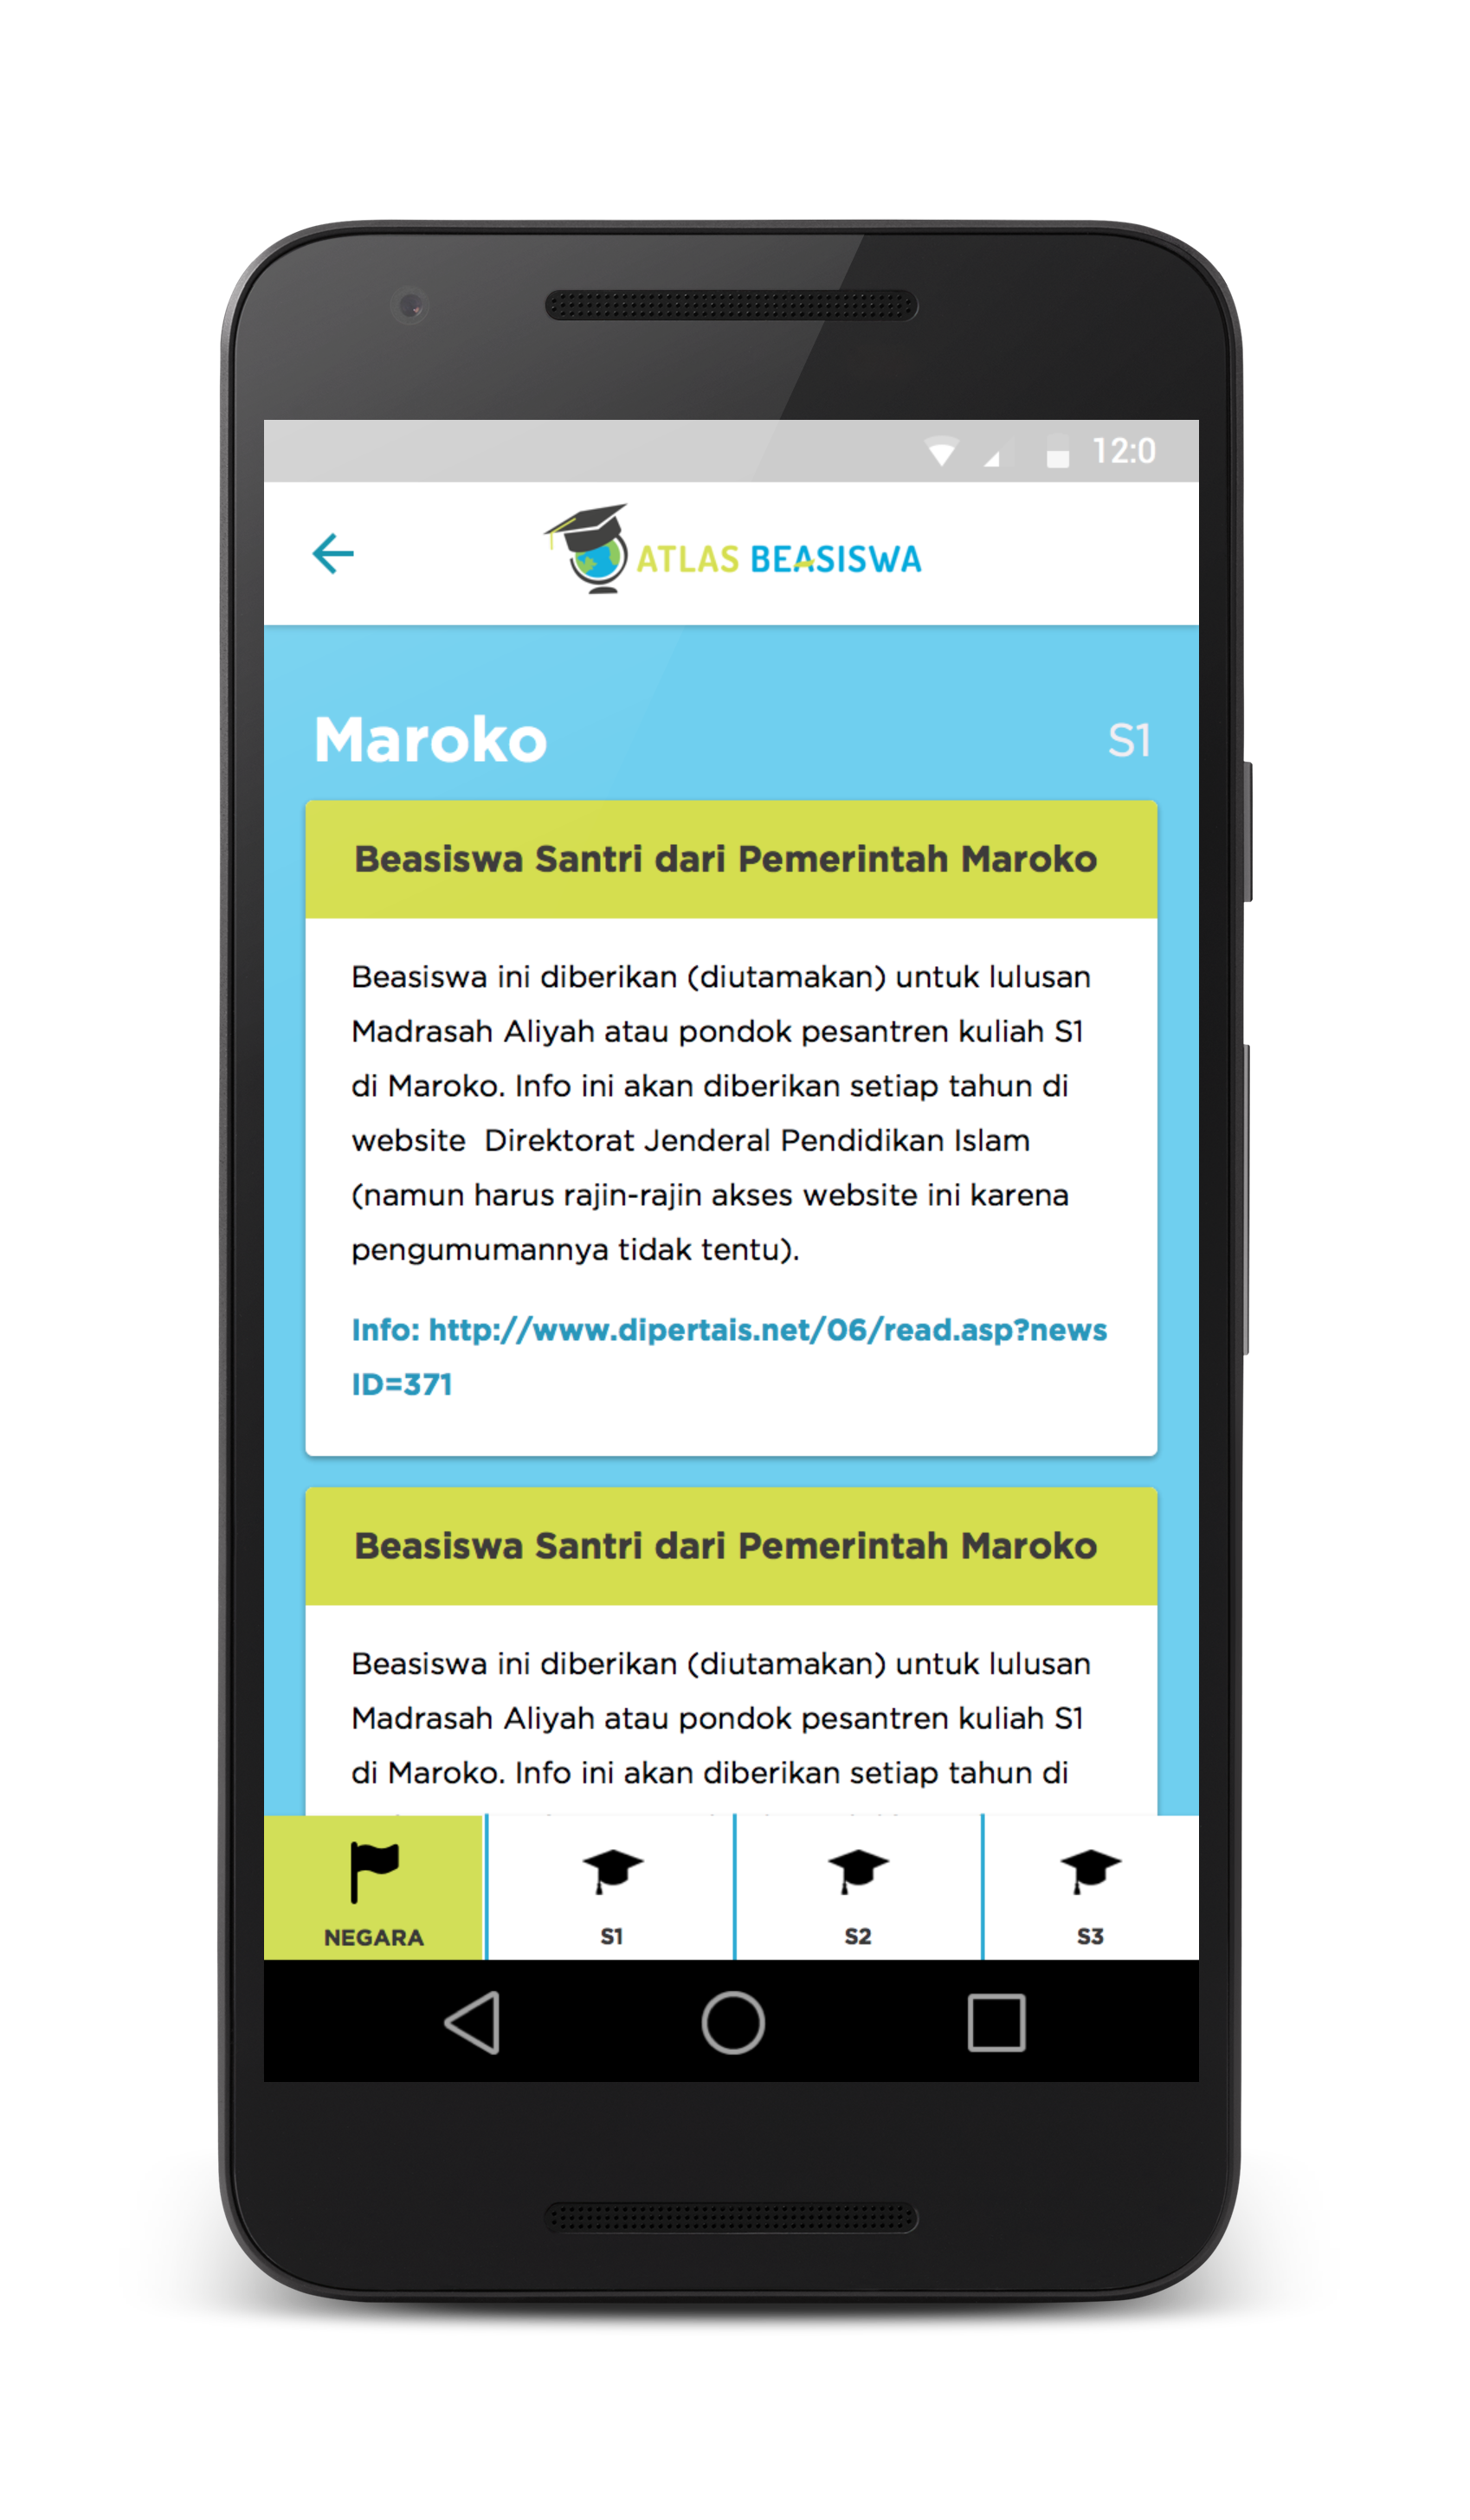 12:0
ATLAS BEASISWA
Maroko
S1
Beasiswa Santri dari Pemerintah Maroko
Beasiswa ini diberikan (diutamakan) untuk lulusan
Madrasah Aliyah atau pondok pesantren kuliah S1
di Maroko. Info ini akan diberikan setiap tahun di
website  Direktorat Jenderal Pendidikan Islam
(namun harus rajin-rajin akses website ini karena
pengumumannya tidak tentu).
Info: http://www.dipertais.net/06/read.asp?news
ID=371
Beasiswa Santri dari Pemerintah Maroko
Beasiswa ini diberikan (diutamakan) untuk lulusan
Madrasah Aliyah atau pondok pesantren kuliah S1
di Maroko. Info ini akan diberikan setiap tahun di
NEGARA
S1
S2
S3